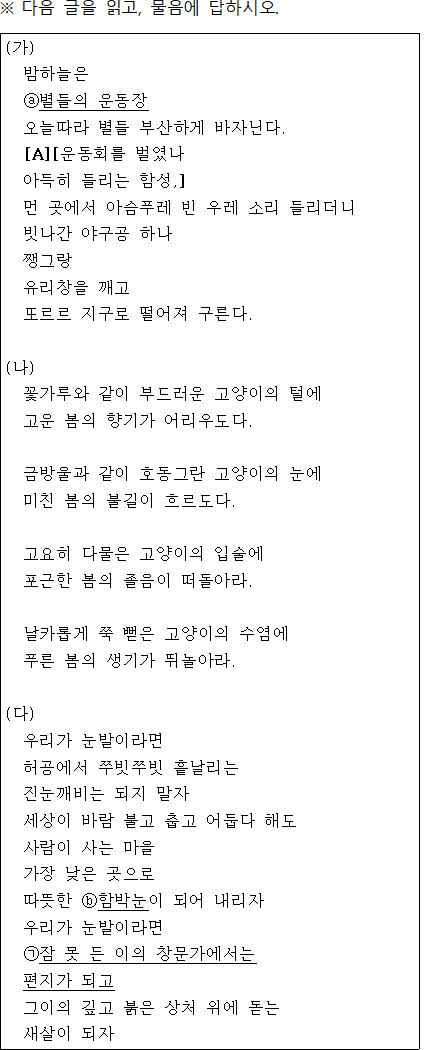 ※ 다음 글을 읽고, 물음에 답하시오.
(가)
밤하늘은
ⓐ별들의 운동장
오늘따라 별들 부산하게 바자닌다.
[A][운동회를 벌였나
아득히 들리는 함성,]
먼 곳에서 아슴푸레 빈 우레 소리 들리더니
빗나간 야구공 하나
쨍그랑
유리창을 깨고
또르르 지구로 떨어져 구른다.
(나)
꽃가루와 같이 부드러운 고양이의 털에
고운 봄의 향기가 어리우도다.
금방울과 같이 호동그란 고양이의 눈에
미친 봄의 불길이 흐르도다.
고요히 다물은 고양이의 입술에
포근한 봄의 졸음이 떠돌아라.
날카롭게 쭉 뻗은 고양이의 수염에
푸른 봄의 생기가 뛰놀아라.
(다)
우리가 눈발이라면
허공에서 쭈빗쭈빗 흩날리는
진눈깨비는 되지 말자
세상이 바람 불고 춥고 어둡다 해도
사람이 사는 마을
가장 낮은 곳으로
따뜻한 ⓑ함박눈이 되어 내리자
우리가 눈발이라면
㉠잠 못 든 이의 창문가에서는
편지가 되고
그이의 깊고 붉은 상처 위에 돋는
새살이 되자